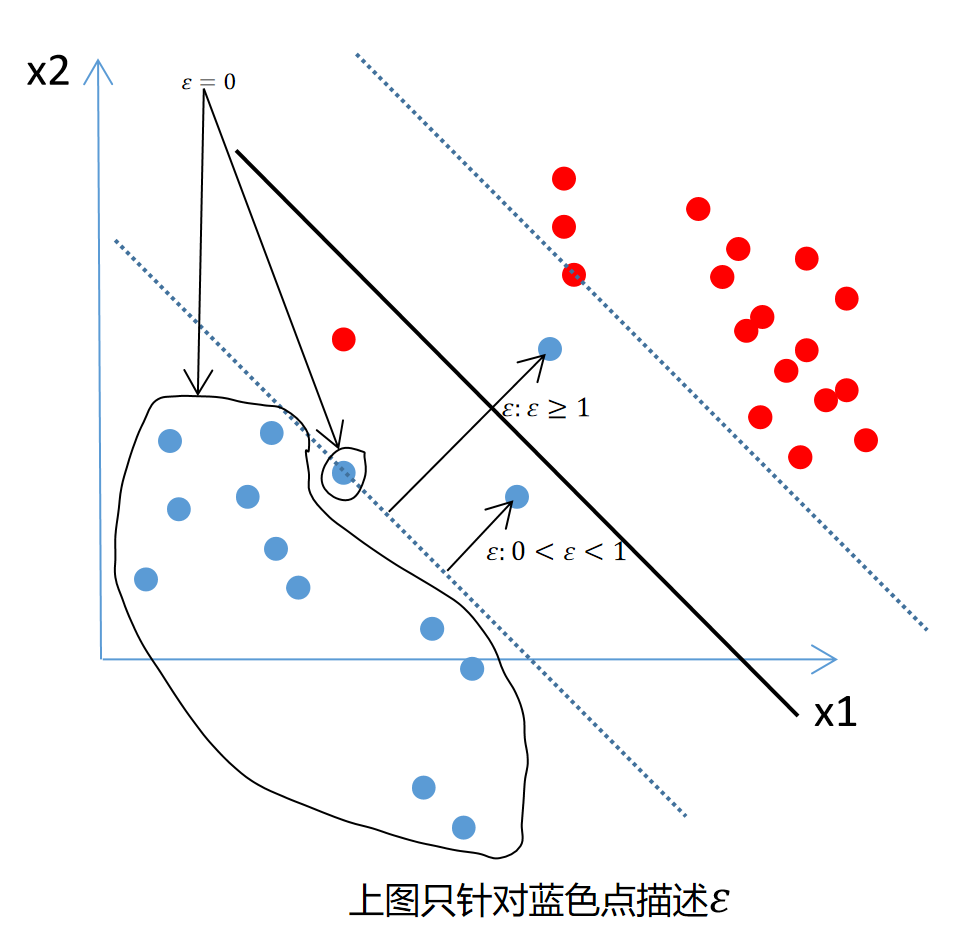 x2
ε = 0
ε: ε ≥ 1
ε: 0 < ε < 1
x1
上图只针对蓝色点描述ε